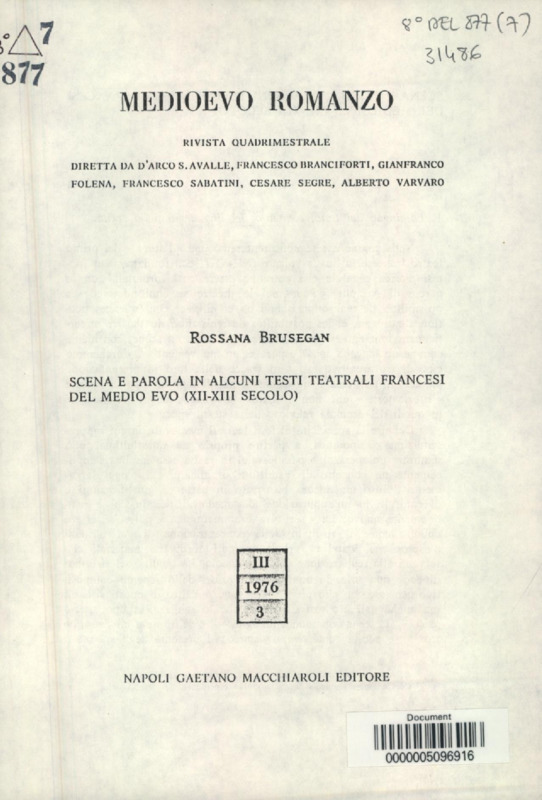 8° DEL 877 (7)
31486
7
877
MEDIOEVO ROMANZO
RIVISTA QUADRIMESTRALE
DIRETTA DA D'ARCO S. AVALLE, FRANCESCO BRANCIFORTI, GIANFRANCO
FOLENA, FRANCESCO SABATINI, CESARE SEGRE, ALBERTO VARVARO
ROSSANA BRUSEGAN
SCENA E PAROLA IN ALCUNI TESTI TEATRALI FRANCESI
DEL MEDIO EVO (XII-XIII SECOLO)
III
1976
3
NAPOLI GAETANO MACCHIAROLI EDITORE
Document
0000005096916